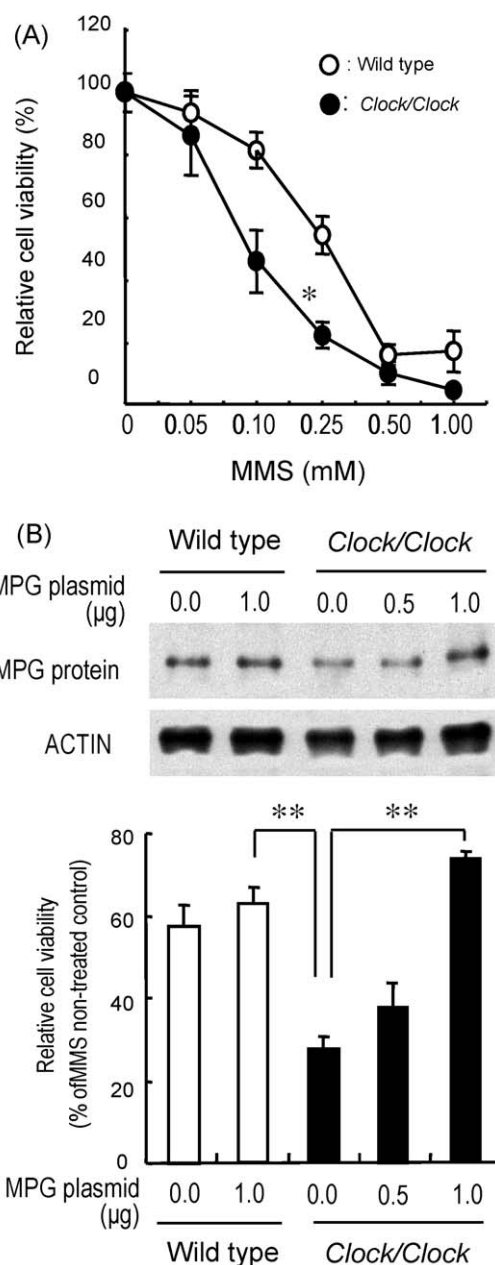 (A)
120
100
80
60
40
20
0
Relative cell viability (%)
: Wild type
: Clock/Clock
*
0 0.05 0.10 0.25 0.50 1.00
MMS (mM)
(B)
Wild type Clock/Clock
MPG plasmid 0.0 1.0 0.0 0.5 1.0
(µg)
MPG protein
ACTIN
** **
80
60
40
20
0
Relative cell viability
(% ofMMS non-treated control)
MPG plasmid 0.0 1.0 0.0 0.5 1.0
(µg)
Wild type Clock/Clock